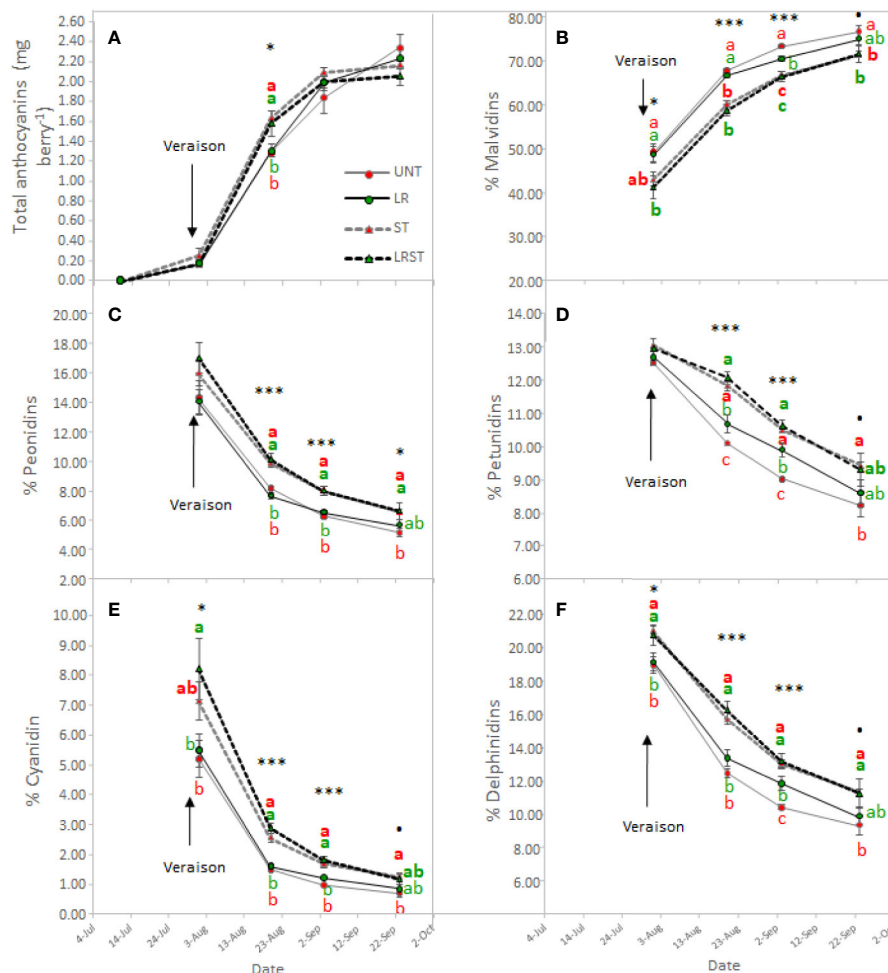 A
Total anthocyanins (mg berry⁻¹)
2.60
2.40
2.20
2.00
1.80
1.60
1.40
1.20
1.00
0.80
0.60
0.40
0.20
0.00
Veraison
*
a
a
b
b
UNT
LR
ST
LRST
B
% Malvidins
80.00
70.00
60.00
50.00
40.00
30.00
20.00
Veraison
*
a
a
ab
b
***
a
a
b
b
***
a
b
c
c
•
a
ab
b
b
C
% Peonidins
20.00
18.00
16.00
14.00
12.00
10.00
8.00
6.00
4.00
2.00
Veraison
***
a
a
b
b
***
a
a
b
b
*
a
a
ab
b
D
% Petunidins
14.00
13.00
12.00
11.00
10.00
9.00
8.00
7.00
6.00
Veraison
***
a
a
b
c
***
a
a
b
c
•
a
ab
ab
b
E
% Cyanidin
10.00
9.00
8.00
7.00
6.00
5.00
4.00
3.00
2.00
1.00
0.00
Veraison
*
a
ab
b
b
***
a
a
b
b
***
a
a
b
b
•
a
ab
ab
b
4-Jul
14-Jul
24-Jul
3-Aug
13-Aug
23-Aug
2-Sep
12-Sep
22-Sep
2-Oct
Date
F
% Delphinidins
22.00
20.00
18.00
16.00
14.00
12.00
10.00
8.00
6.00
Veraison
*
a
a
b
b
***
a
a
b
b
***
a
a
b
c
•
a
a
ab
b
4-Jul
14-Jul
24-Jul
3-Aug
13-Aug
23-Aug
2-Sep
12-Sep
22-Sep
Date